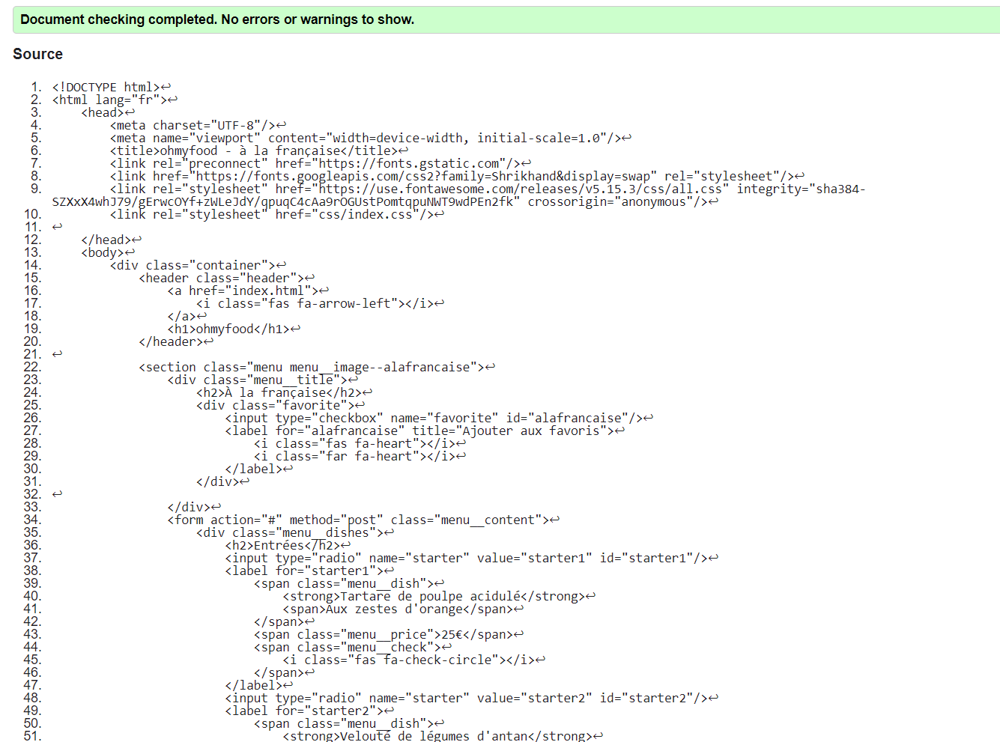 Document checking completed. No errors or warnings to show.
Source
1. <!DOCTYPE html>↩
2. <html lang="fr">↩
3.     <head>↩
4.         <meta charset="UTF-8"/>↩
5.         <meta name="viewport" content="width=device-width, initial-scale=1.0"/>↩
6.         <title>ohmyfood - à la française</title>↩
7.         <link rel="preconnect" href="https://fonts.gstatic.com"/>↩
8.         <link href="https://fonts.googleapis.com/css2?family=Shrikhand&display=swap" rel="stylesheet"/>↩
9.         <link rel="stylesheet" href="https://use.fontawesome.com/releases/v5.15.3/css/all.css" integrity="sha384-
SZXxX4whJ79/gErwcOYf+zWLeJdY/qpuqC4cAa9rOGUstPomtqpuNWT9wdPEn2fk" crossorigin="anonymous"/>↩
10.         <link rel="stylesheet" href="css/index.css"/>↩
11. ↩
12.     </head>↩
13.     <body>↩
14.         <div class="container">↩
15.             <header class="header">↩
16.                 <a href="index.html">↩
17.                     <i class="fas fa-arrow-left"></i>↩
18.                 </a>↩
19.                 <h1>ohmyfood</h1>↩
20.             </header>↩
21. ↩
22.             <section class="menu menu__image--alafrancaise">↩
23.                 <div class="menu__title">↩
24.                     <h2>À la française</h2>↩
25.                     <div class="favorite">↩
26.                         <input type="checkbox" name="favorite" id="alafrancaise"/>↩
27.                         <label for="alafrancaise" title="Ajouter aux favoris">↩
28.                             <i class="fas fa-heart"></i>↩
29.                             <i class="far fa-heart"></i>↩
30.                         </label>↩
31.                     </div>↩
32. ↩
33.                 </div>↩
34.                 <form action="#" method="post" class="menu__content">↩
35.                     <div class="menu__dishes">↩
36.                         <h2>Entrées</h2>↩
37.                         <input type="radio" name="starter" value="starter1" id="starter1"/>↩
38.                         <label for="starter1">↩
39.                             <span class="menu__dish">↩
40.                                 <strong>Tartare de poulpe acidulé</strong>↩
41.                                 <span>Aux zestes d'orange</span>↩
42.                             </span>↩
43.                             <span class="menu__price">25€</span>↩
44.                             <span class="menu__check">↩
45.                                 <i class="fas fa-check-circle"></i>↩
46.                             </span>↩
47.                         </label>↩
48.                         <input type="radio" name="starter" value="starter2" id="starter2"/>↩
49.                         <label for="starter2">↩
50.                             <span class="menu__dish">↩
51.                                 <strong>Velouté de légumes d'antan</strong>↩